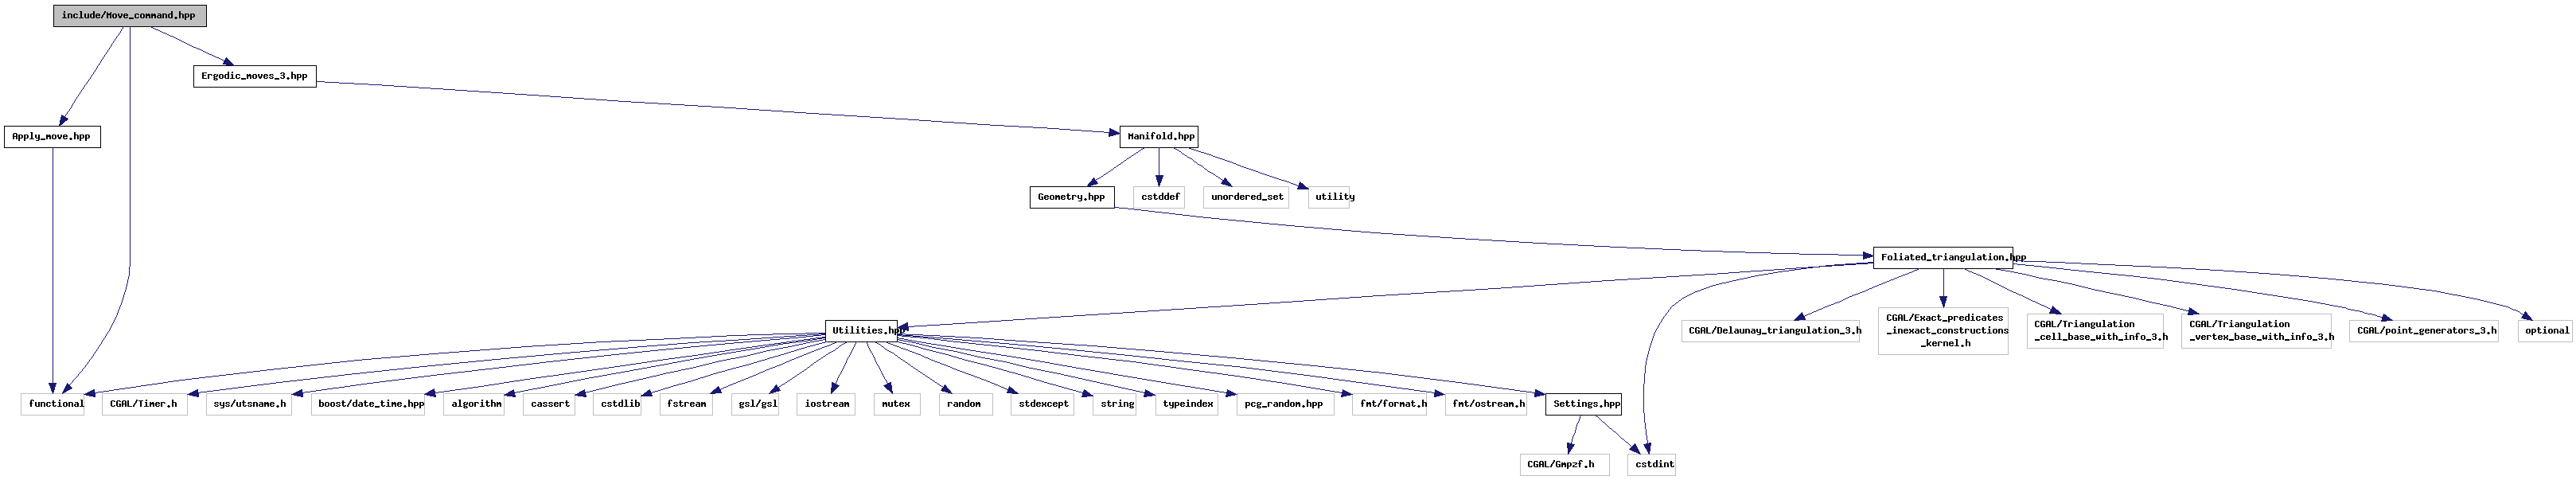 include/Move_command.hpp
Ergodic_moves_3.hpp
Apply_move.hpp
Manifold.hpp
Geometry.hpp
cstddef
unordered_set
utility
Foliated_triangulation.hpp
Utilities.hpp
CGAL/Delaunay_triangulation_3.h
CGAL/Exact_predicates
_inexact_constructions
_kernel.h
CGAL/Triangulation
_cell_base_with_info_3.h
CGAL/Triangulation
_vertex_base_with_info_3.h
CGAL/point_generators_3.h
optional
functional
CGAL/Timer.h
sys/utsname.h
boost/date_time.hpp
algorithm
cassert
cstdlib
fstream
gsl/gsl
iostream
mutex
random
stdexcept
string
typeindex
pcg_random.hpp
fmt/format.h
fmt/ostream.h
Settings.hpp
CGAL/Gmpzf.h
cstdint